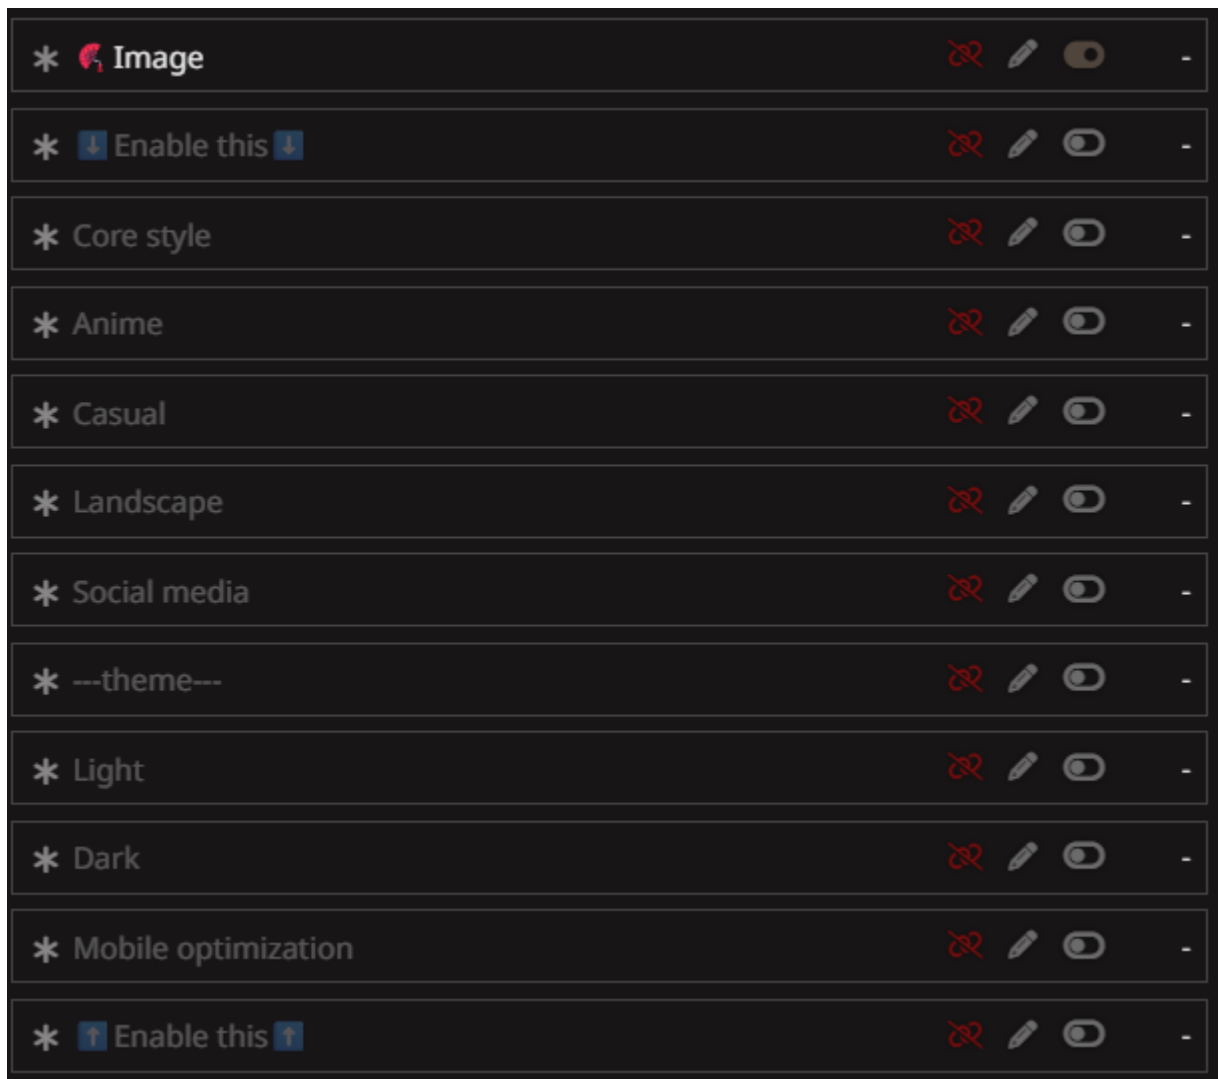 Image -
⬇️Enable this⬇️ -
Core style -
Anime -
Casual -
Landscape -
Social media -
---theme--- -
Light -
Dark -
Mobile optimization -
⬆️Enable this⬆️ -